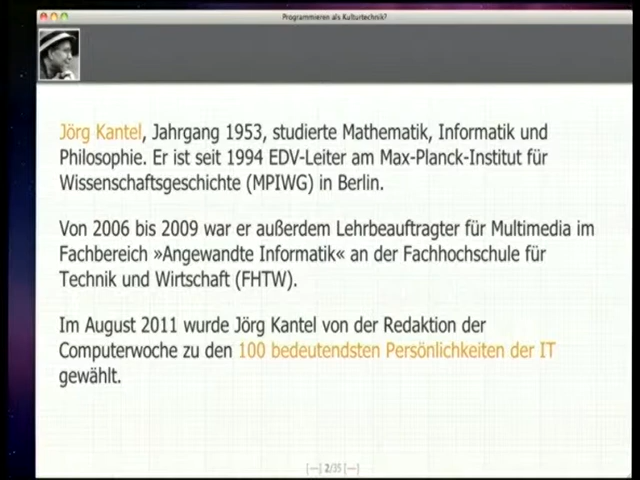 Programmieren als Kulturtechnik?
Jörg Kantel, Jahrgang 1953, studierte Mathematik, Informatik und
Philosophie. Er ist seit 1994 EDV-Leiter am Max-Planck-Institut für
Wissenschaftsgeschichte (MPIWG) in Berlin.
Von 2006 bis 2009 war er außerdem Lehrbeauftragter für Multimedia im
Fachbereich »Angewandte Informatik« an der Fachhochschule für
Technik und Wirtschaft (FHTW).
Im August 2011 wurde Jörg Kantel von der Redaktion der
Computerwoche zu den 100 bedeutendsten Persönlichkeiten der IT
gewählt.
[—] 2/35 [—]